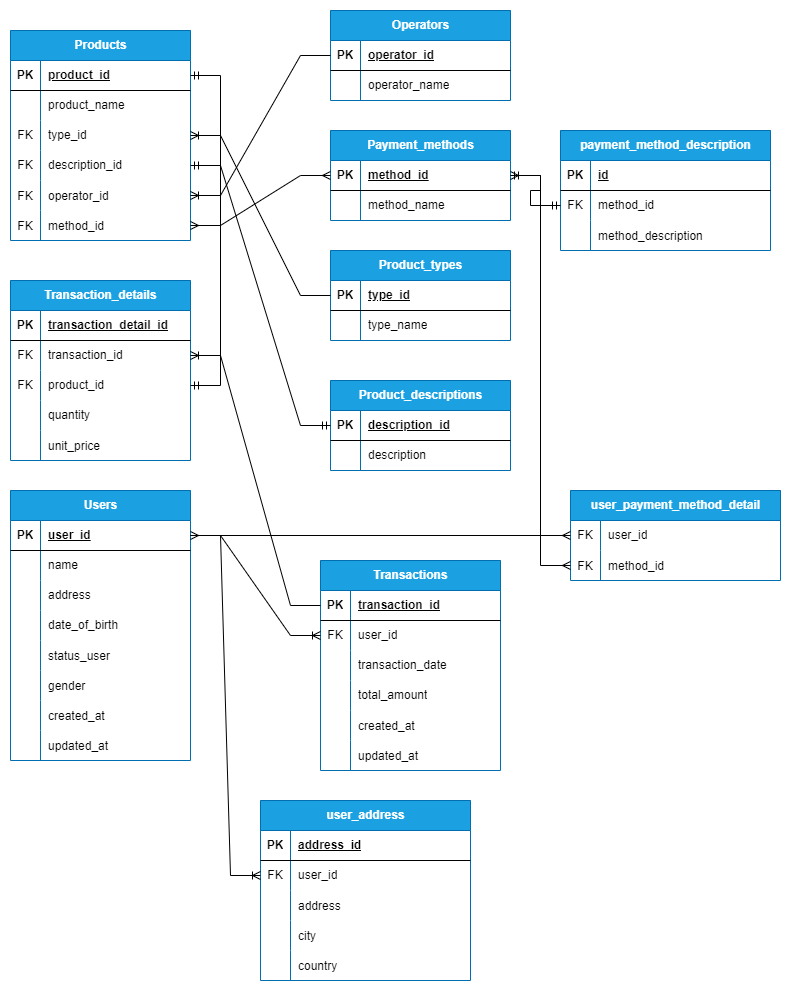 Products
PK product_id
product_name
FK type_id
FK description_id
FK operator_id
FK method_id
Operators
PK operator_id
operator_name
Payment_methods
PK method_id
method_name
payment_method_description
PK id
FK method_id
method_description
Product_types
PK type_id
type_name
Transaction_details
PK transaction_detail_id
FK transaction_id
FK product_id
quantity
unit_price
Product_descriptions
PK description_id
description
Users
PK user_id
name
address
date_of_birth
status_user
gender
created_at
updated_at
user_payment_method_detail
FK user_id
FK method_id
Transactions
PK transaction_id
FK user_id
transaction_date
total_amount
created_at
updated_at
user_address
PK address_id
FK user_id
address
city
country